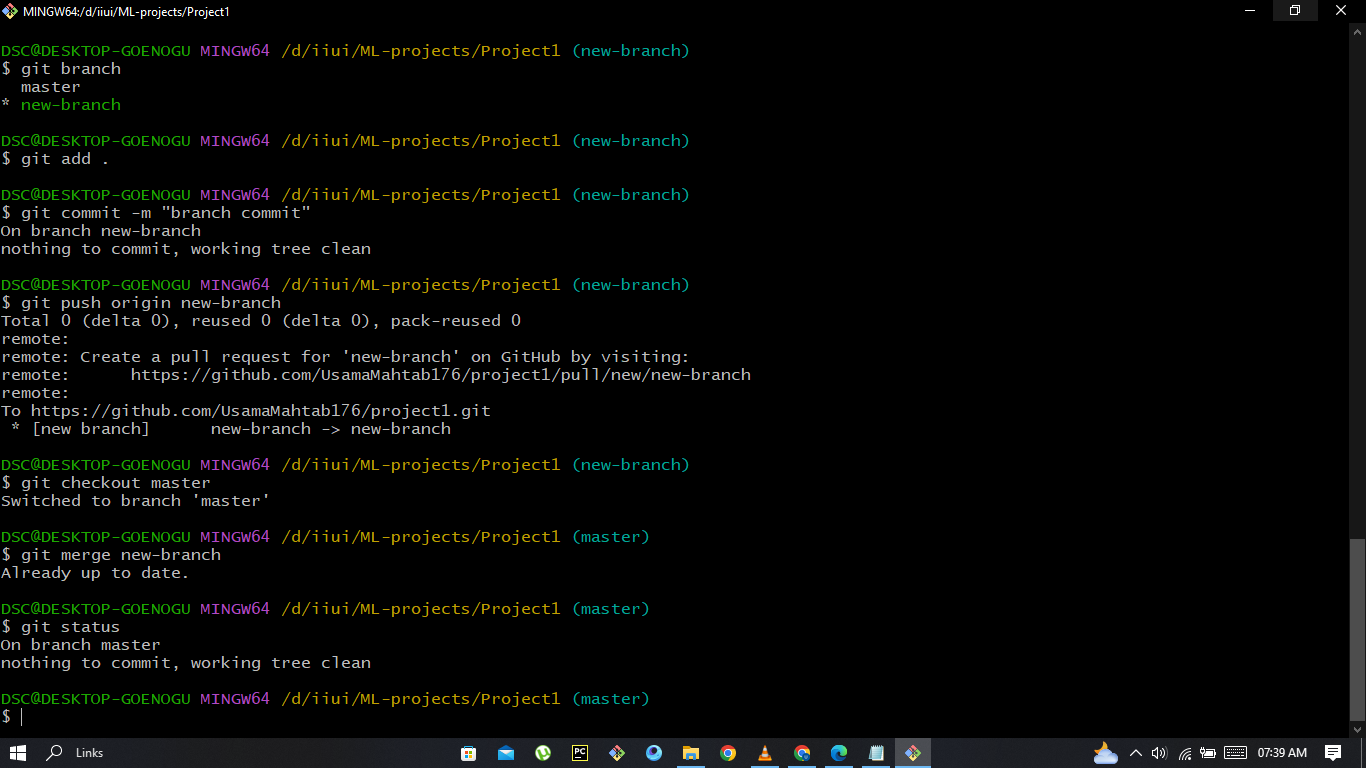 MINGW64:/d/iiui/ML-projects/Project1
DSC@DESKTOP-GOENOGU MINGW64 /d/iiui/ML-projects/Project1 (new-branch)
$ git branch
  master
* new-branch
DSC@DESKTOP-GOENOGU MINGW64 /d/iiui/ML-projects/Project1 (new-branch)
$ git add .
DSC@DESKTOP-GOENOGU MINGW64 /d/iiui/ML-projects/Project1 (new-branch)
$ git commit -m "branch commit"
On branch new-branch
nothing to commit, working tree clean
DSC@DESKTOP-GOENOGU MINGW64 /d/iiui/ML-projects/Project1 (new-branch)
$ git push origin new-branch
Total 0 (delta 0), reused 0 (delta 0), pack-reused 0
remote:
remote: Create a pull request for 'new-branch' on GitHub by visiting:
remote:      https://github.com/UsamaMahtab176/project1/pull/new/new-branch
remote:
To https://github.com/UsamaMahtab176/project1.git
 * [new branch]      new-branch -> new-branch
DSC@DESKTOP-GOENOGU MINGW64 /d/iiui/ML-projects/Project1 (new-branch)
$ git checkout master
Switched to branch 'master'
DSC@DESKTOP-GOENOGU MINGW64 /d/iiui/ML-projects/Project1 (master)
$ git merge new-branch
Already up to date.
DSC@DESKTOP-GOENOGU MINGW64 /d/iiui/ML-projects/Project1 (master)
$ git status
On branch master
nothing to commit, working tree clean
DSC@DESKTOP-GOENOGU MINGW64 /d/iiui/ML-projects/Project1 (master)
$
Links
PC
07:39 AM